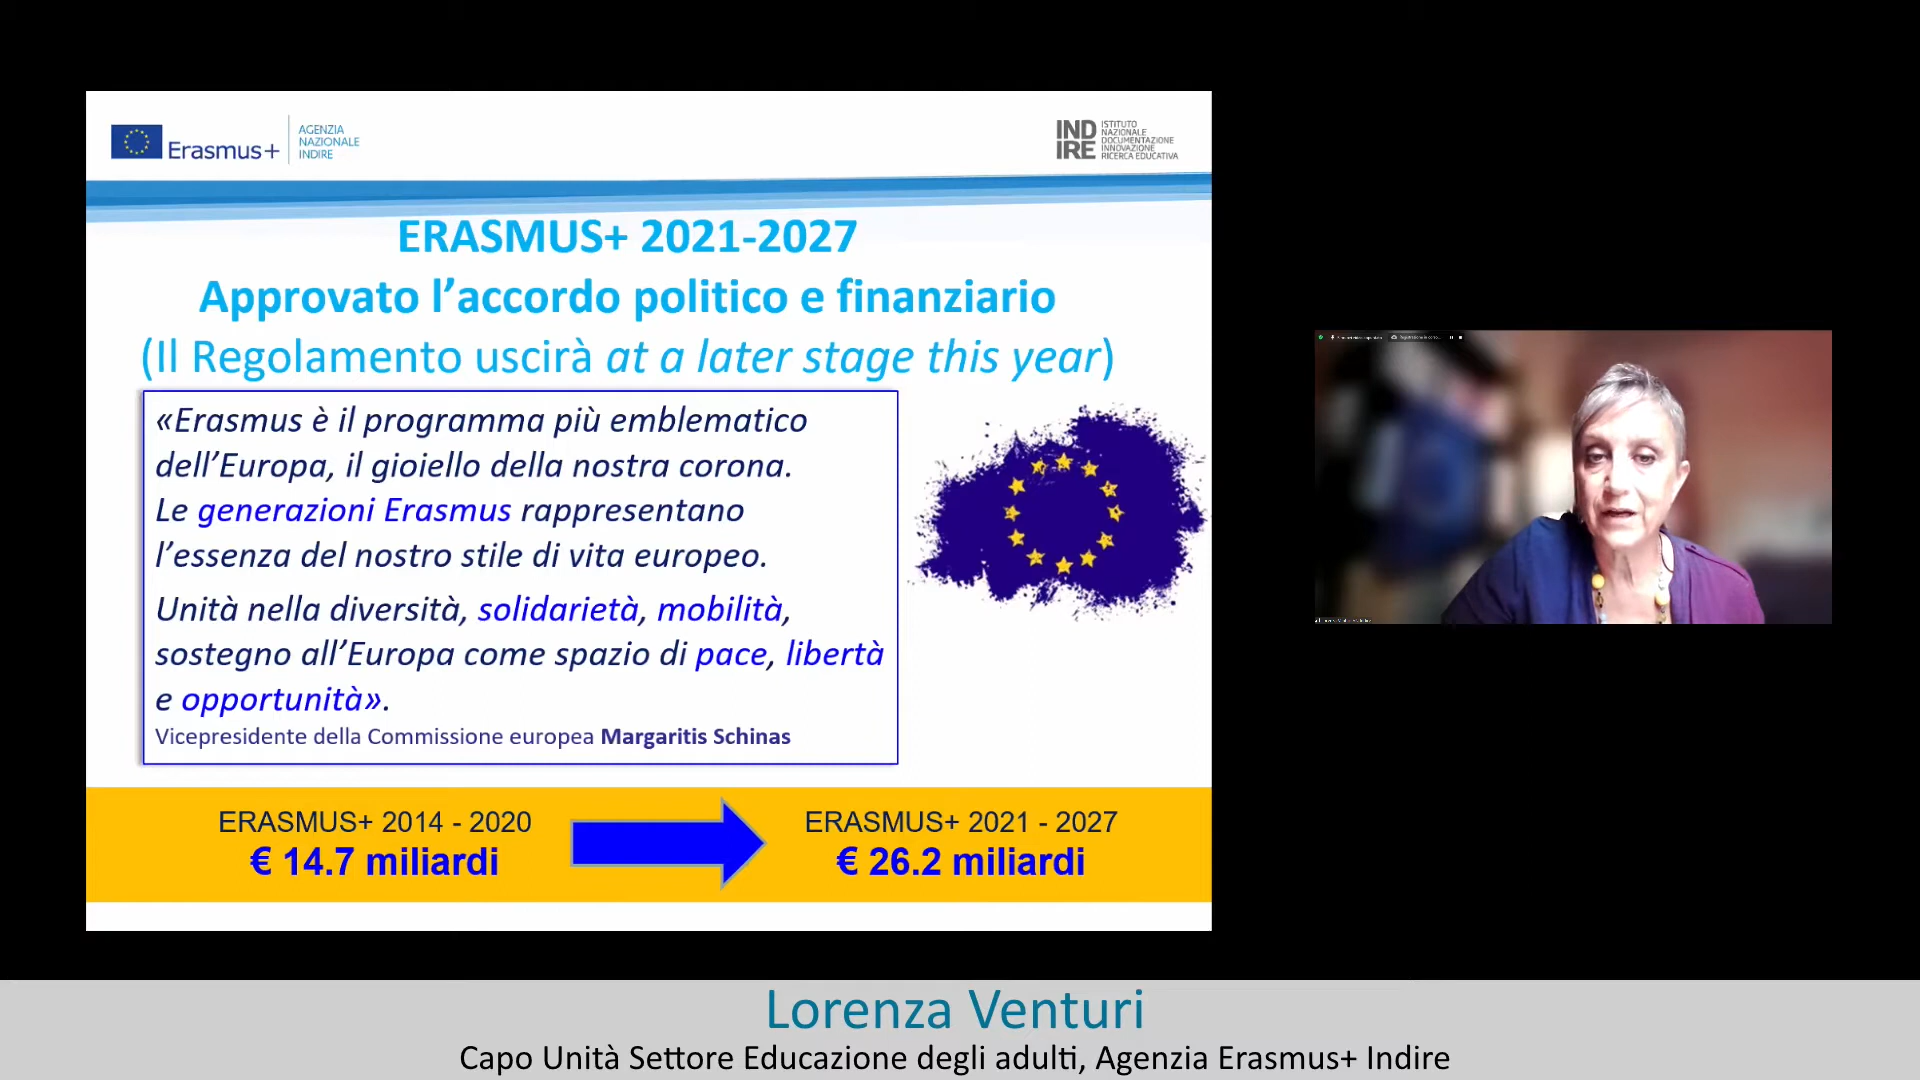 Erasmus+
AGENZIA
NAZIONALE
INDIRE
IND
IRE
ISTITUTO
NAZIONALE
DOCUMENTAZIONE
INNOVAZIONE
RICERCA EDUCATIVA
ERASMUS+ 2021-2027
Approvato l’accordo politico e finanziario
(Il Regolamento uscirà at a later stage this year)
«Erasmus è il programma più emblematico
dell’Europa, il gioiello della nostra corona.
Le generazioni Erasmus rappresentano
l’essenza del nostro stile di vita europeo.
Unità nella diversità, solidarietà, mobilità,
sostegno all’Europa come spazio di pace, libertà
e opportunità».
Vicepresidente della Commissione europea Margaritis Schinas
ERASMUS+ 2014 - 2020
€ 14.7 miliardi
ERASMUS+ 2021 - 2027
€ 26.2 miliardi
Lorenza Venturi
Capo Unità Settore Educazione degli adulti, Agenzia Erasmus+ Indire